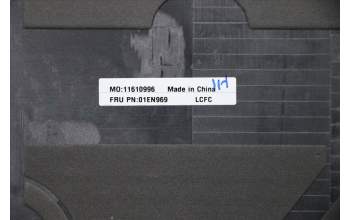 MO:11610996 Made in China
FRU PN:01EN969 LCFC